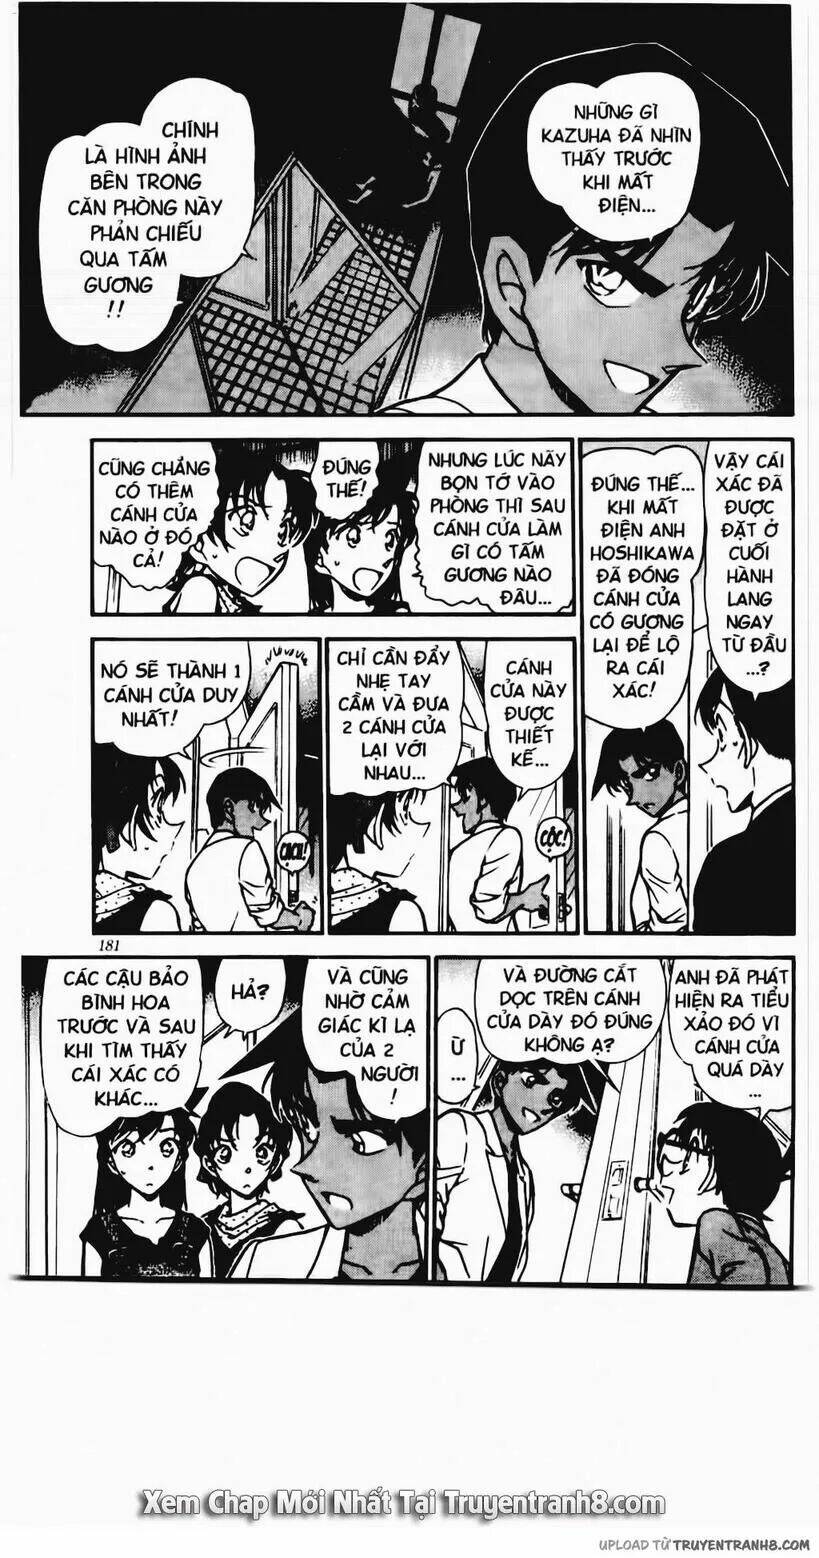 NHỮNG GÌ
KAZUHA ĐÃ NHÌN
THẤY TRƯỚC
KHI MẤT
ĐIỆN...
CHÍNH
LÀ HÌNH ẢNH
BÊN TRONG
CĂN PHÒNG NÀY
PHẢN CHIẾU
QUA TẤM
GƯƠNG
!!
VẬY CÁI
XÁC ĐÃ
ĐƯỢC
ĐẶT Ở
CUỐI
HÀNH
LANG
NGAY
TỪ ĐẦU
...?
ĐÚNG THẾ...
KHI MẤT
ĐIỆN ANH
HOSHIKAWA
ĐÃ ĐÓNG
CÁNH CỬA
CÓ GƯƠNG
LẠI ĐỂ LỘ
RA CÁI
XÁC!
NHƯNG LÚC NÃY
BỌN TỚ VÀO
PHÒNG THÌ SAU
CÁNH CỬA LÀM
GÌ CÓ TẤM
GƯƠNG NÀO
ĐÂU...
ĐÚNG
THẾ!
CŨNG CHẲNG
CÓ THÊM
CÁNH CỬA
NÀO Ở ĐÓ
CẢ!
CÁNH
CỬA NÀY
ĐƯỢC
THIẾT
KẾ...
CHỈ CẦN ĐẨY
NHẸ TAY
CẦM VÀ ĐƯA
2 CÁNH CỬA
LẠI VỚI
NHAU...
CỘC!
NÓ SẼ THÀNH 1
CÁNH CỬA DUY
NHẤT!
CẠCH!
181
ANH ĐÃ PHÁT
HIỆN RA TIỂU
XẢO ĐÓ VÌ
CÁNH CỬA
QUÁ DÀY
...
VÀ ĐƯỜNG CẮT
DỌC TRÊN CÁNH
CỬA DÀY ĐÓ ĐÚNG
KHÔNG Ạ?
Ừ
...
VÀ CŨNG
NHỜ CẢM
GIÁC KÌ LẠ
CỦA 2
NGƯỜI
!
HẢ?
CÁC CẬU BẢO
BÌNH HOA
TRƯỚC VÀ SAU
KHI TÌM THẤY
CÁI XÁC CÓ
KHÁC...
Xem Chap Mới Nhất Tại Truyentranh8.com
UPLOAD TỪ TRUYENTRANH8.COM